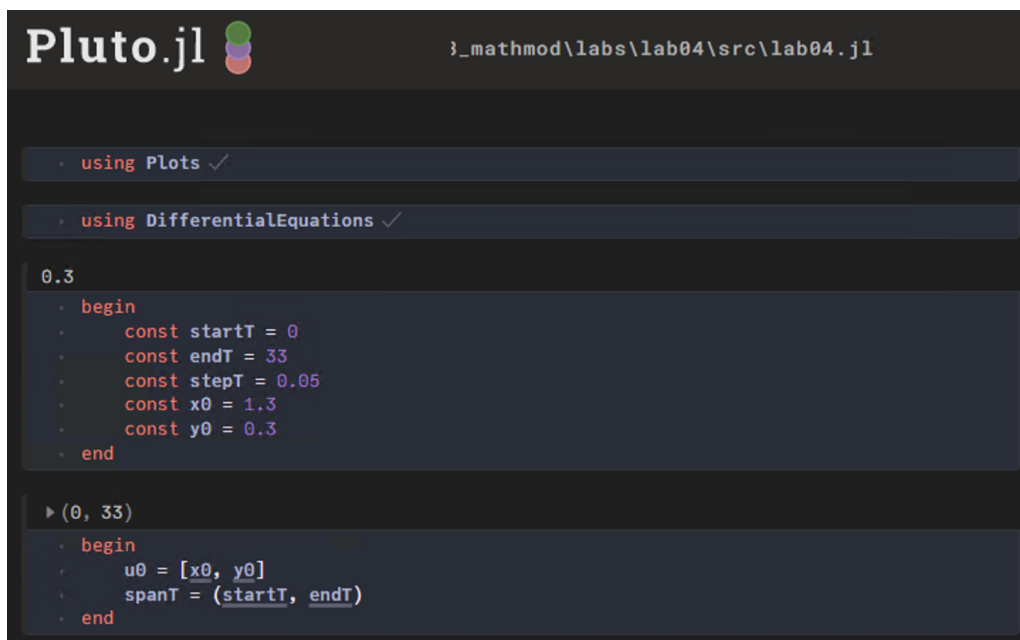 Pluto.jl
3_mathmod\labs\lab04\src\lab04.jl
using Plots
using DifferentialEquations
0.3
begin
const startT = 0
const endT = 33
const stepT = 0.05
const x0 = 1.3
const y0 = 0.3
end
(0, 33)
begin
u0 = [x0, y0]
spanT = (startT, endT)
end